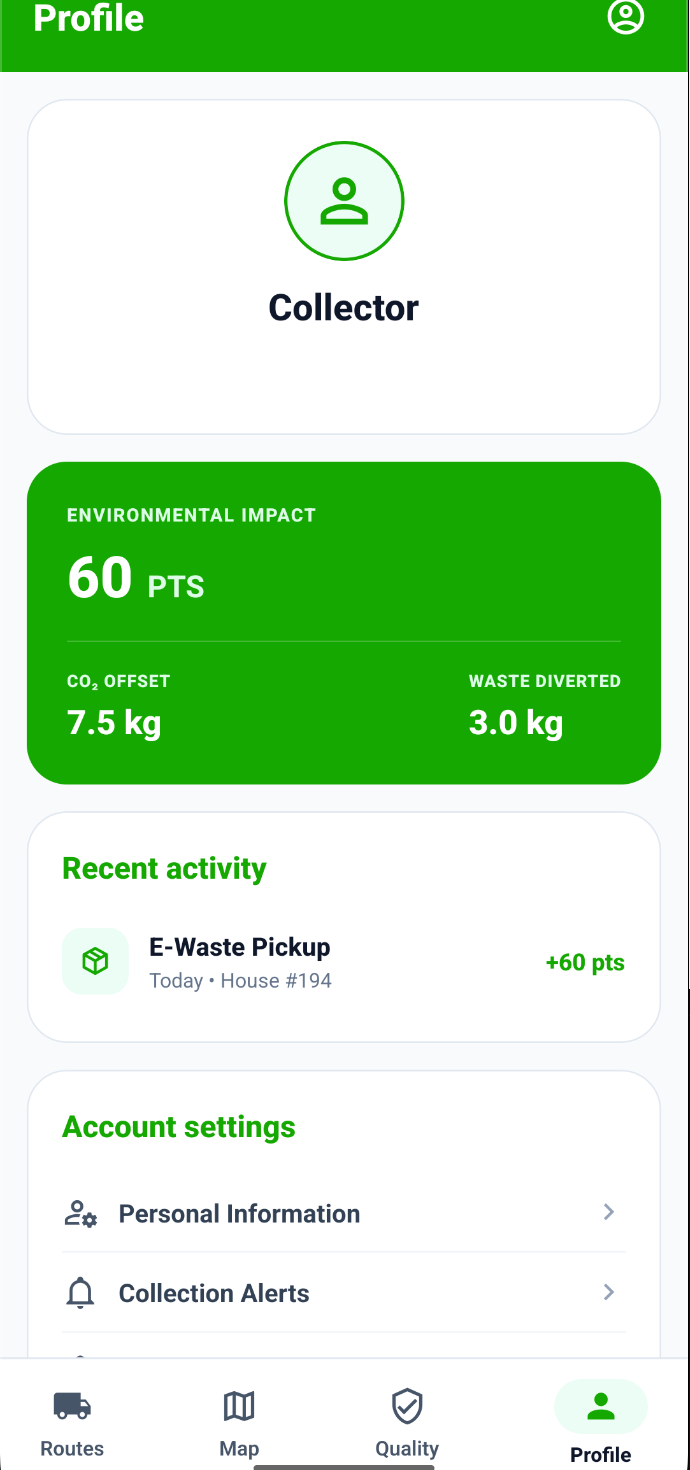 Profile
Collector
ENVIRONMENTAL IMPACT
60 PTS
CO₂ OFFSET
WASTE DIVERTED
7.5 kg
3.0 kg
Recent activity
E-Waste Pickup
Today • House #194
+60 pts
Account settings
Personal Information
Collection Alerts
Routes
Map
Quality
Profile